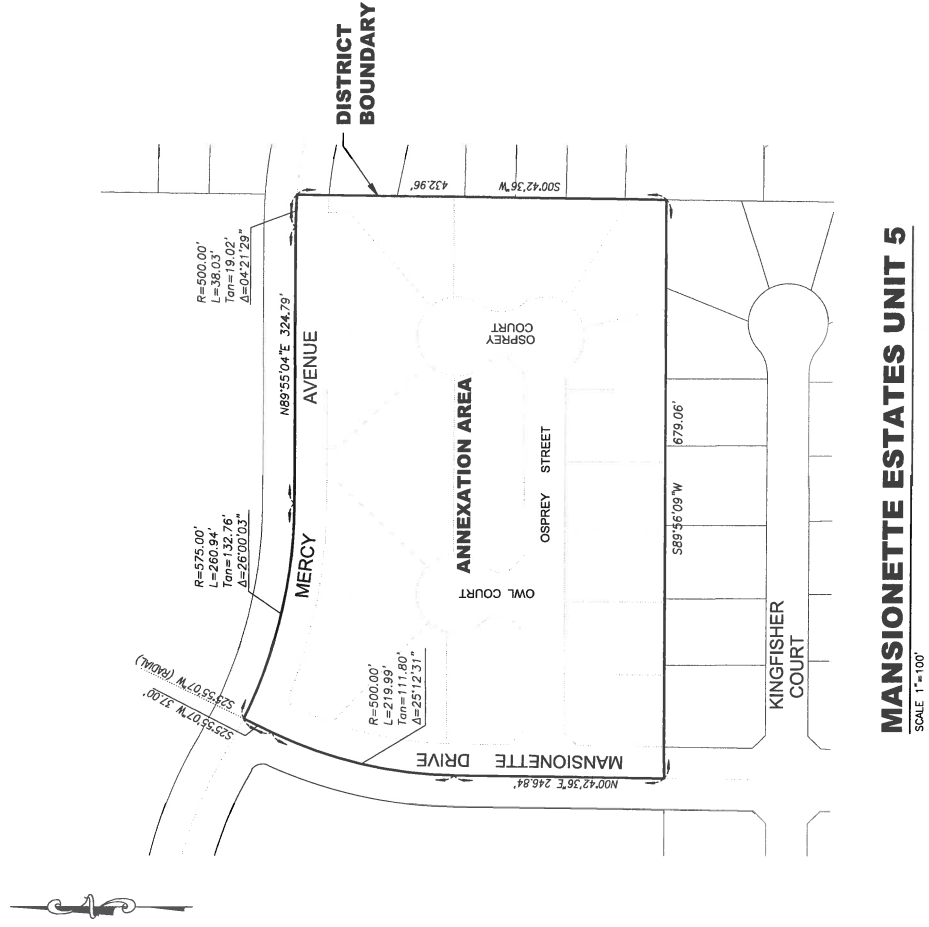 DISTRICT
BOUNDARY
432.96'
S00°42'36"W
R=500.00'
L=38.03'
Tan=19.02'
Δ=04°21'29"
N89°55'04"E 324.79'
MERCY AVENUE
R=575.00'
L=260.94'
Tan=132.76'
Δ=26°00'03"
S25°55'07"W (RADIAL)
S25°55'07"W 37.00'
R=500.00'
L=219.99'
Tan=111.80'
Δ=25°12'31"
MANSIONETTE DRIVE
N00°42'36"E 246.84'
ANNEXATION AREA
OSPREY
COURT
OSPREY STREET
OWL COURT
S89°56'09"W 679.06'
KINGFISHER
COURT
MANSIONETTE ESTATES UNIT 5
SCALE 1"=100'
N